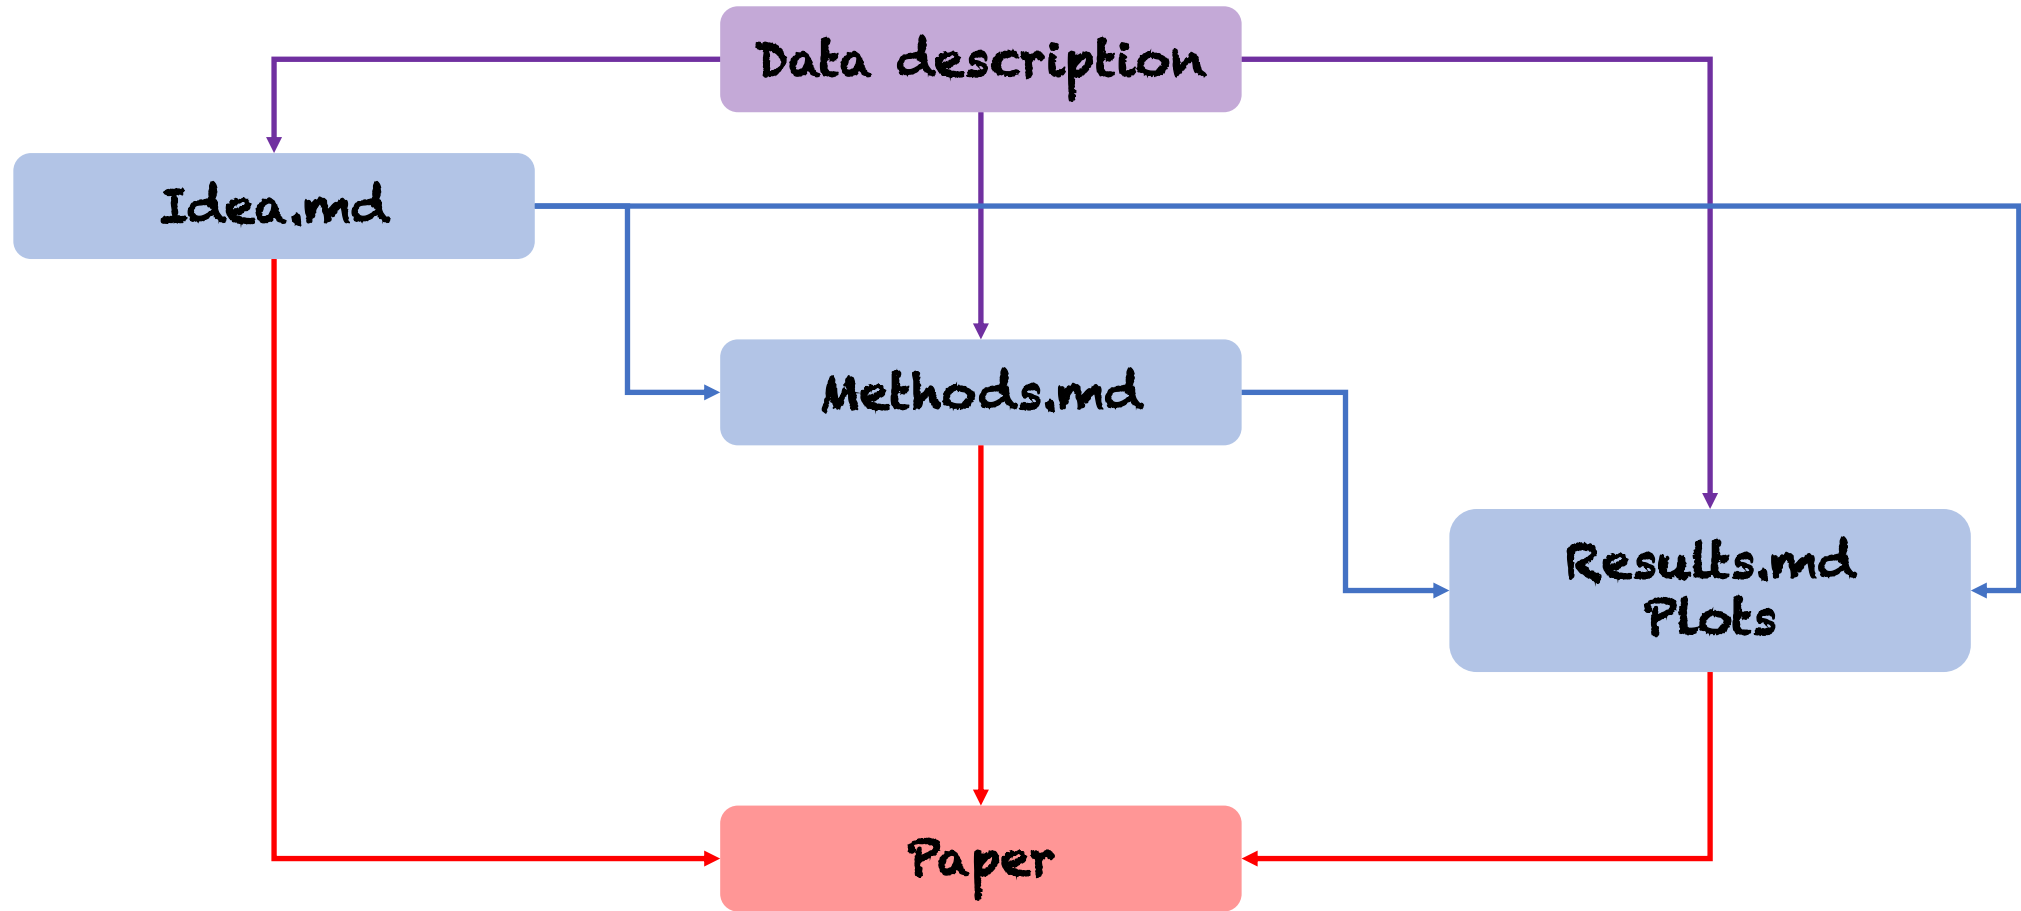 Data description
Idea.md
Methods.md
Results.md
Plots
Paper